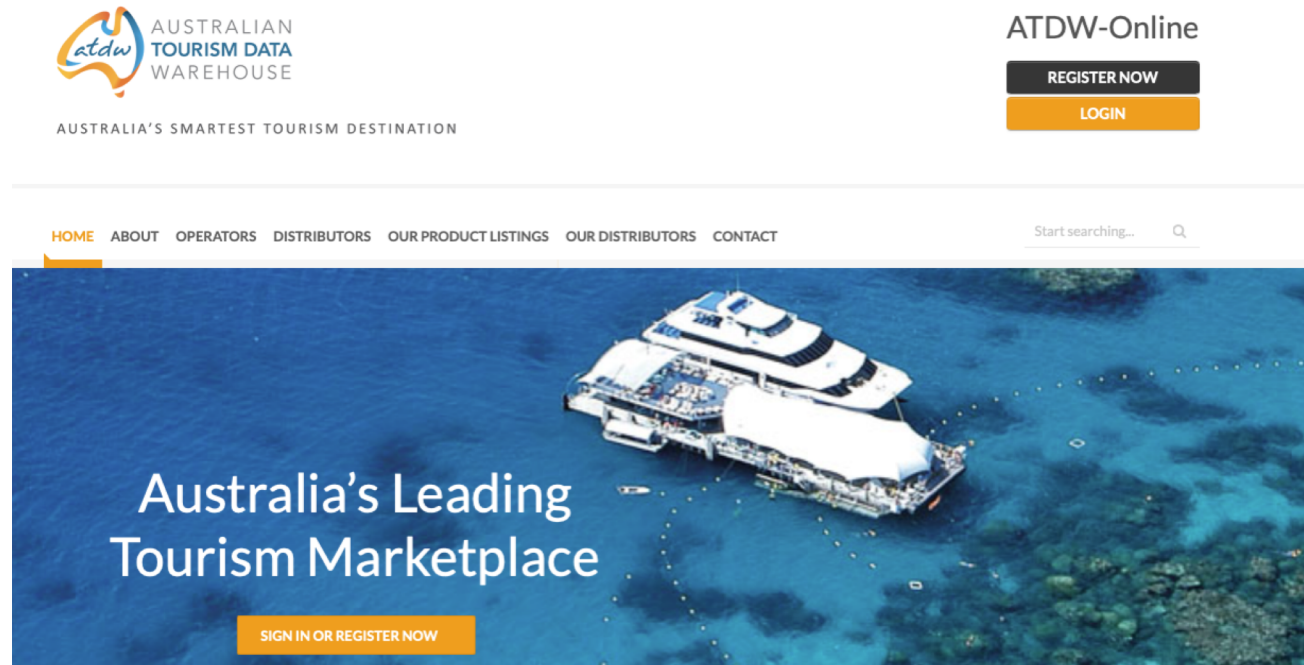 atdw
AUSTRALIAN
TOURISM DATA
WAREHOUSE
AUSTRALIA'S SMARTEST TOURISM DESTINATION
ATDW-Online
REGISTER NOW
LOGIN
HOME ABOUT OPERATORS DISTRIBUTORS OUR PRODUCT LISTINGS OUR DISTRIBUTORS CONTACT
Start searching...
Australia's Leading
Tourism Marketplace
SIGN IN OR REGISTER NOW